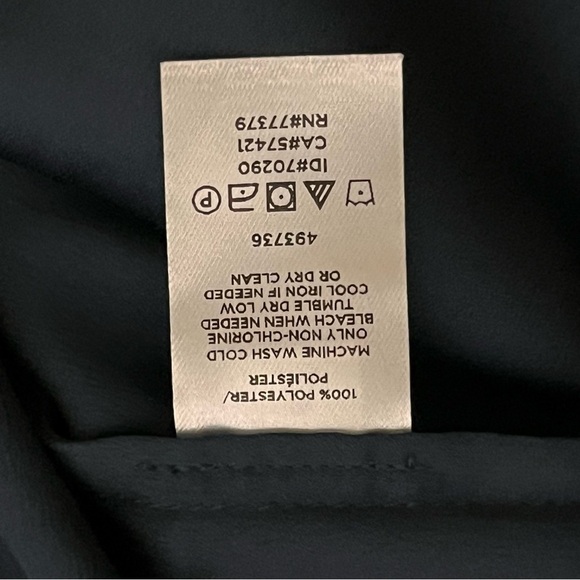 100% POLYESTER/
POLIÉSTER
MACHINE WASH COLD
ONLY NON-CHLORINE
BLEACH WHEN NEEDED
TUMBLE DRY LOW
COOL IRON IF NEEDED
OR DRY CLEAN
493736
P
ID#70290
CA#57421
RN#77379